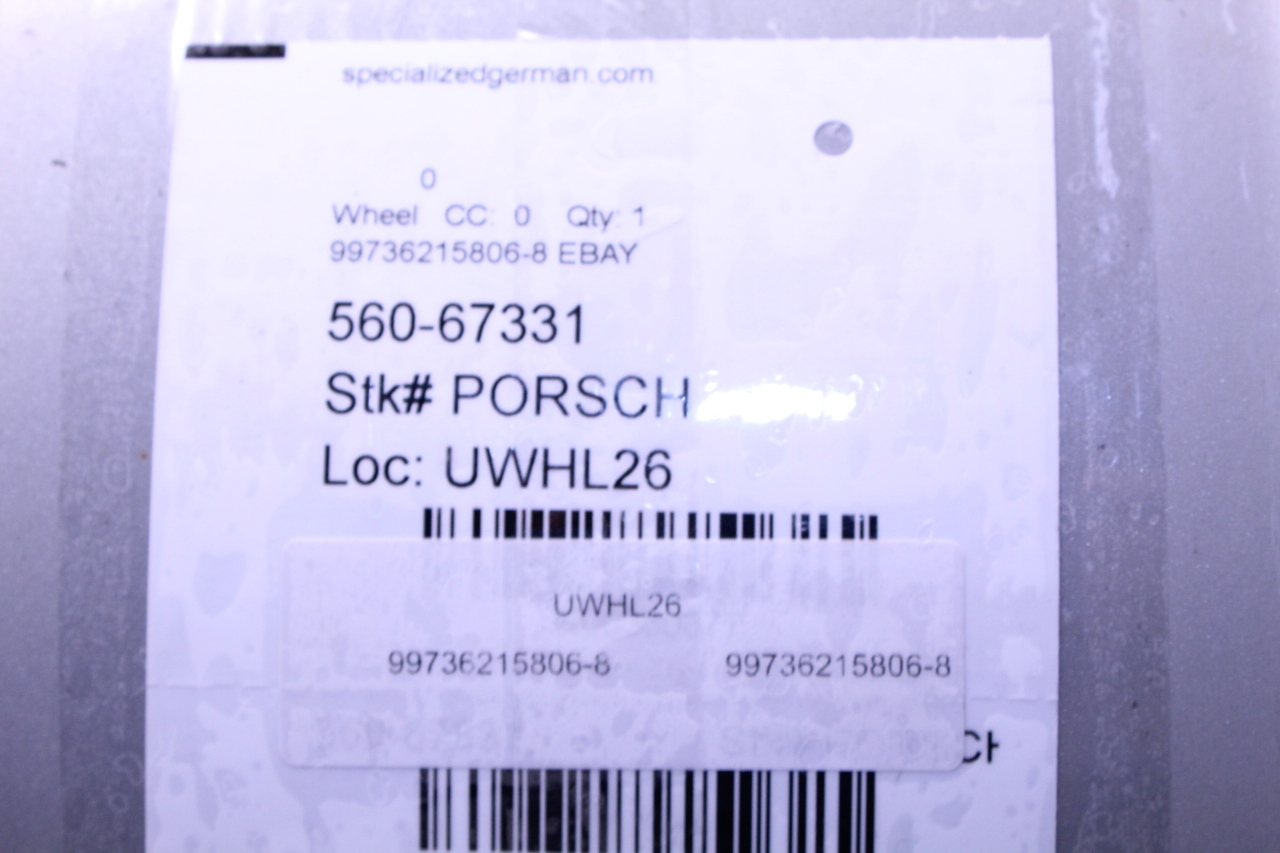 specializedgerman.com
0
Wheel CC: 0 Qty: 1
99736215806-8 EBAY
560-67331
Stk# PORSCH
Loc: UWHL26
UWHL26
99736215806-8 99736215806-8
CH